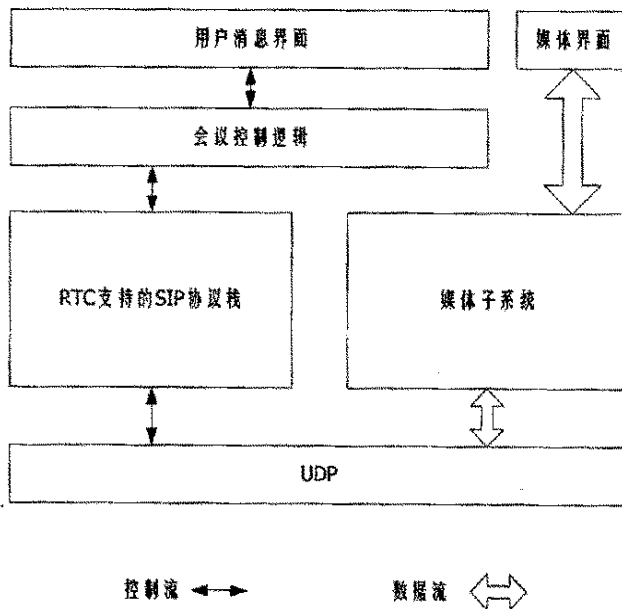 用户消息界面
媒体界面
会议控制逻辑
RTC支持的SIP协议栈
媒体子系统
UDP
控制流
数据流